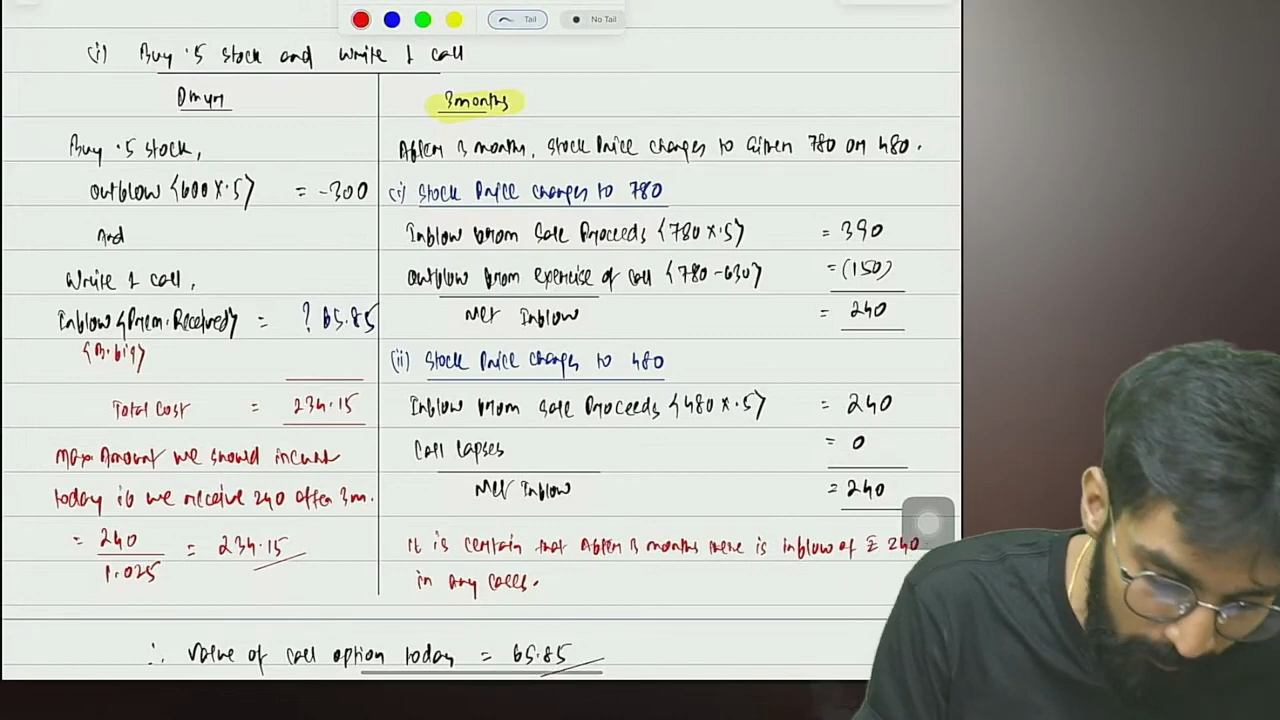 Tail
No Tail
(i) Buy .5 stock and write 1 call
3months
Buy .5 stock,
outflow {600 x .5} = -300
And
Write 1 call,
Inflow {Prem. Received} = ? 65.85
{B.fig}
Total Cost = 234.15
Max. Amount we should incur
today if we receive 240 after 3m.
= 240
1.025
= 234.15
After 3 months, Stock Price changes to Either 780 or 480.
(i) Stock Price changes to 780
Inflow from Sale Proceeds {780 x .5} = 390
Outflow from exercise of call {780-630} = (150)
Net Inflow = 240
(ii) Stock Price changes to 480
Inflow from Sale Proceeds {480 x .5} = 240
Call lapses = 0
Net Inflow = 240
It is certain that After 3 months there is inflow of ₹ 240
in any cases.
∴ Value of call option today = 65.85